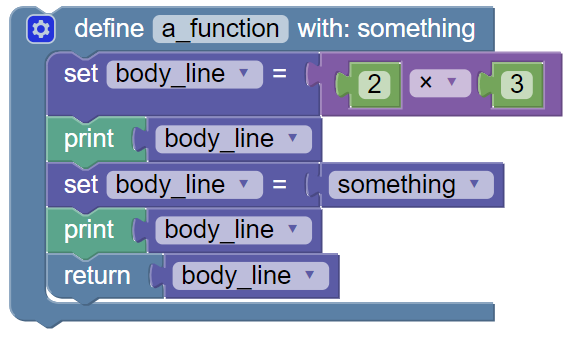 define a_function with: something
set body_line = 2 × 3
print body_line
set body_line = something
print body_line
return body_line